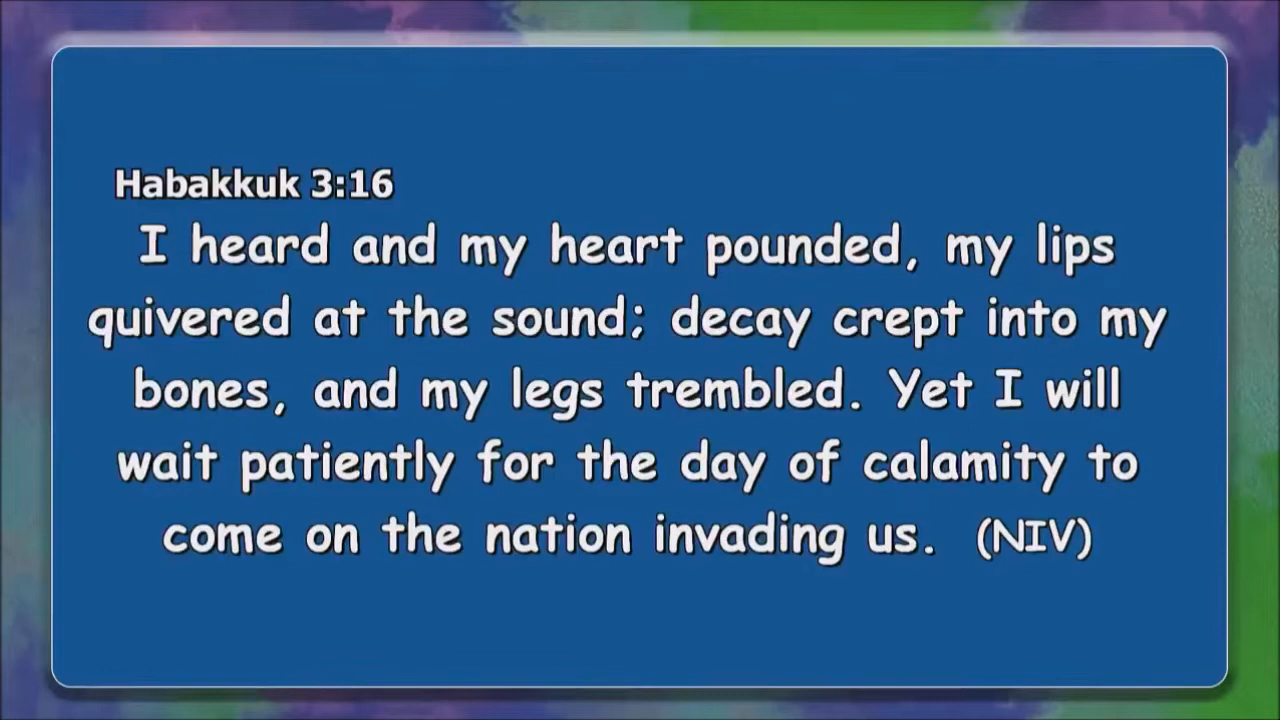 Habakkuk 3:16
I heard and my heart pounded, my lips
quivered at the sound; decay crept into my
bones, and my legs trembled. Yet I will
wait patiently for the day of calamity to
come on the nation invading us. (NIV)